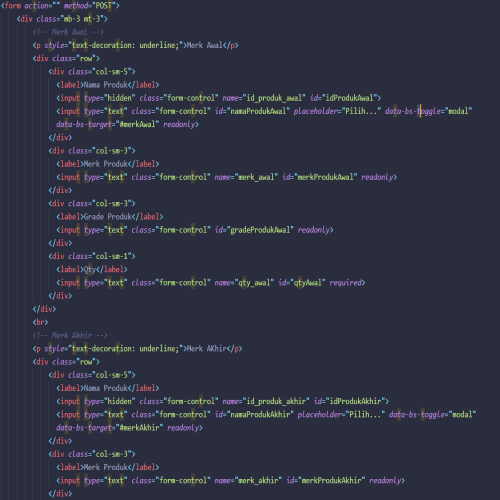 <form action="" method="POST">
<div class="mb-3 mt-3">
<!-- Merk Awal -->
<p style="text-decoration: underline;">Merk Awal</p>
<div class="row">
<div class="col-sm-5">
<label>Nama Produk</label>
<input type="hidden" class="form-control" name="id_produk_awal" id="idProdukAwal">
<input type="text" class="form-control" id="namaProdukAwal" placeholder="Pilih..." data-bs-toggle="modal"
data-bs-target="#merkAwal" readonly>
</div>
<div class="col-sm-3">
<label>Merk Produk</label>
<input type="text" class="form-control" name="merk_awal" id="merkProdukAwal" readonly>
</div>
<div class="col-sm-3">
<label>Grade Produk</label>
<input type="text" class="form-control" id="gradeProdukAwal" readonly>
</div>
<div class="col-sm-1">
<label>Qty</label>
<input type="text" class="form-control" name="qty_awal" id="qtyAwal" required>
</div>
</div>
<br>
<!-- Merk Akhir -->
<p style="text-decoration: underline;">Merk AKhir</p>
<div class="row">
<div class="col-sm-5">
<label>Nama Produk</label>
<input type="hidden" class="form-control" name="id_produk_akhir" id="idProdukAkhir">
<input type="text" class="form-control" id="namaProdukAkhir" placeholder="Pilih..." data-bs-toggle="modal"
data-bs-target="#merkAkhir" readonly>
</div>
<div class="col-sm-3">
<label>Merk Produk</label>
<input type="text" class="form-control" name="merk_akhir" id="merkProdukAkhir" readonly>
</div>